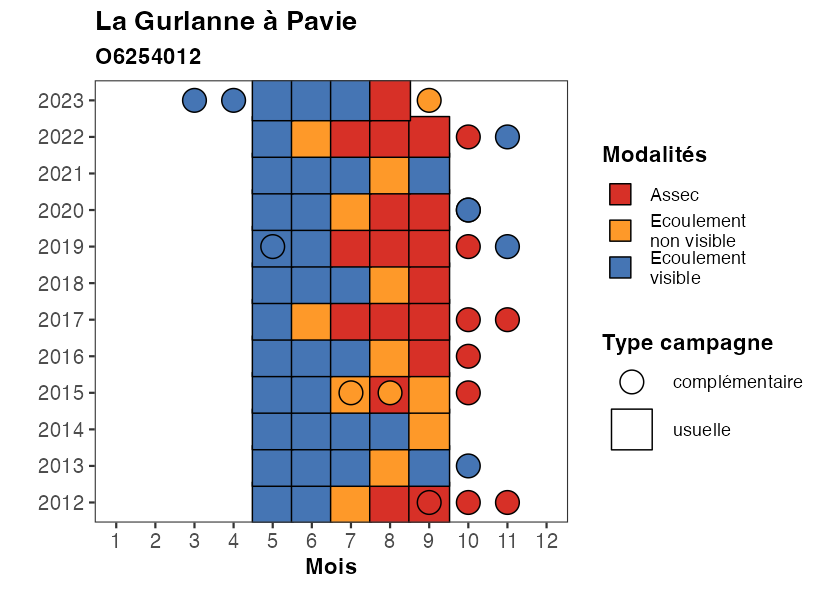 La Gurlanne à Pavie
O6254012
2023
2022
2021
2020
2019
2018
2017
2016
2015
2014
2013
2012
1 2 3 4 5 6 7 8 9 10 11 12
Mois
Modalités
Assec
Ecoulement
non visible
Ecoulement
visible
Type campagne
complémentaire
usuelle